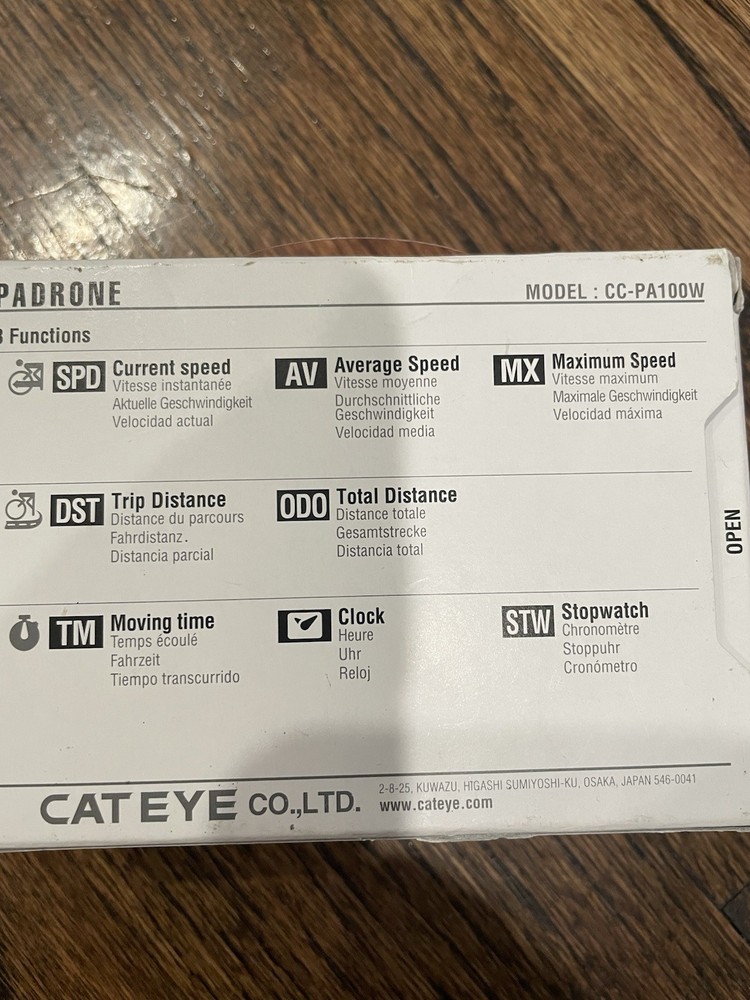 PADRONE
MODEL : CC-PA100W
8 Functions
SPD Current speed
Vitesse instantanée
Aktuelle Geschwindigkeit
Velocidad actual
AV Average Speed
Vitesse moyenne
Durchschnittliche
Geschwindigkeit
Velocidad media
MX Maximum Speed
Vitesse maximum
Maximale Geschwindigkeit
Velocidad máxima
DST Trip Distance
Distance du parcours
Fahrdistanz.
Distancia parcial
ODO Total Distance
Distance totale
Gesamtstrecke
Distancia total
OPEN
TM Moving time
Temps écoulé
Fahrzeit
Tiempo transcurrido
Clock
Heure
Uhr
Reloj
STW Stopwatch
Chronomètre
Stoppuhr
Cronómetro
CATEYE CO.,LTD.
2-8-25, KUWAZU, HIGASHI SUMIYOSHI-KU, OSAKA, JAPAN 546-0041
www.cateye.com